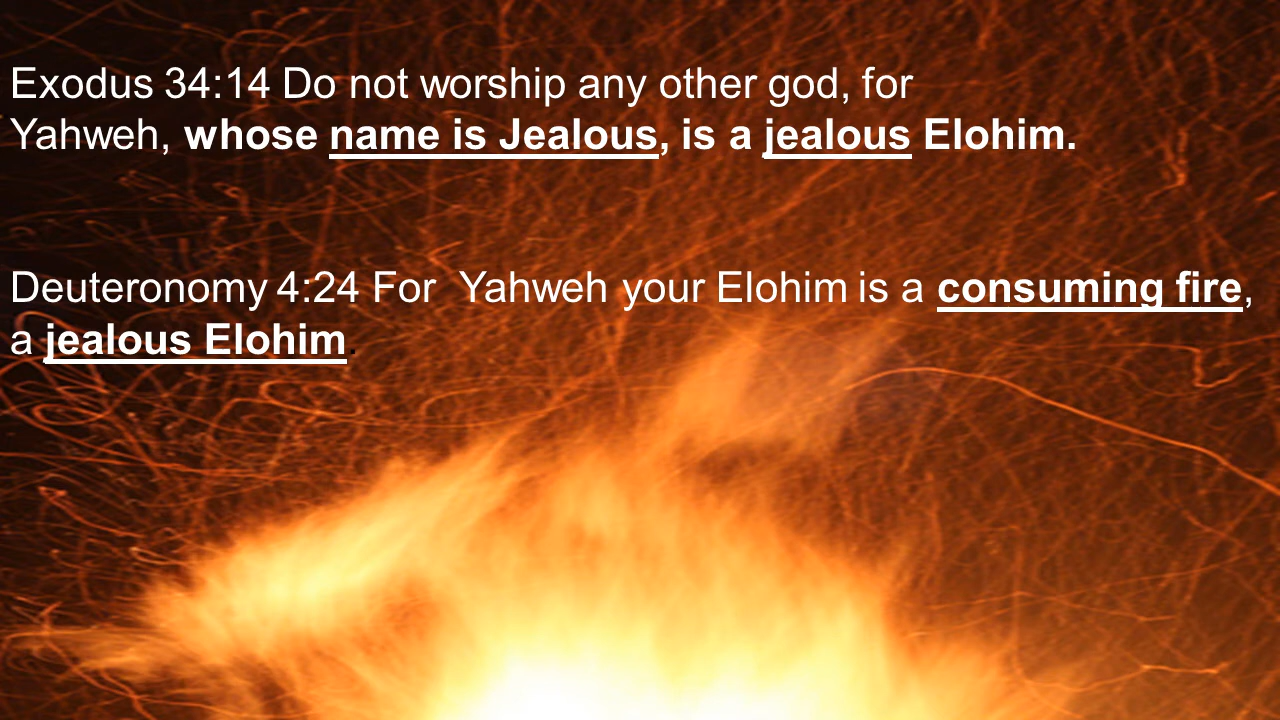 Exodus 34:14 Do not worship any other god, for
Yahweh, whose name is Jealous, is a jealous Elohim.
Deuteronomy 4:24 For  Yahweh your Elohim is a consuming fire,
a jealous Elohim.